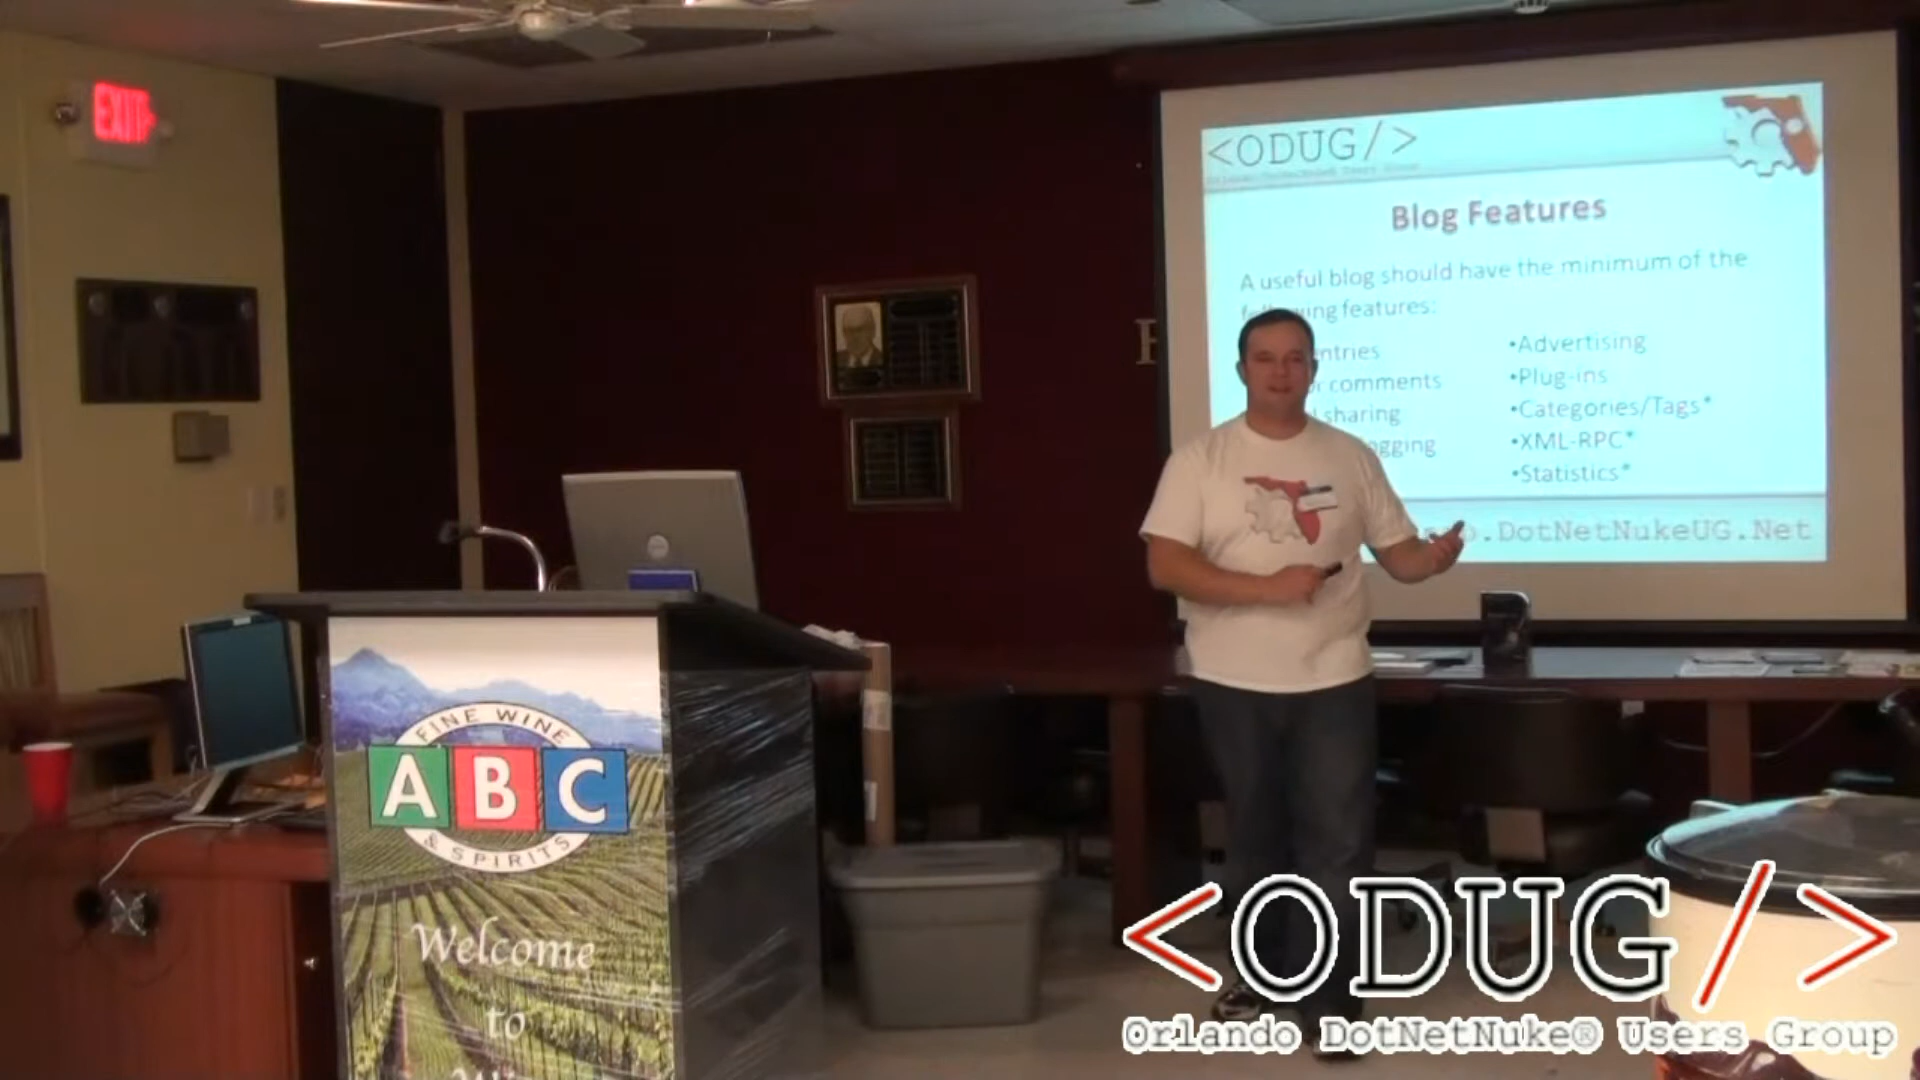 EXIT
<ODUG/>
Blog Features
A useful blog should have the minimum of the
features:
comments
sharing
•Advertising
•Plug-ins
•Categories/Tags*
•XML-RPC*
•Statistics*
.DotNetNukeUG.Net
FINE WINE
ABC
& SPIRITS
Welcome
to
<ODUG/>
Orlando DotNetNuke® Users Group